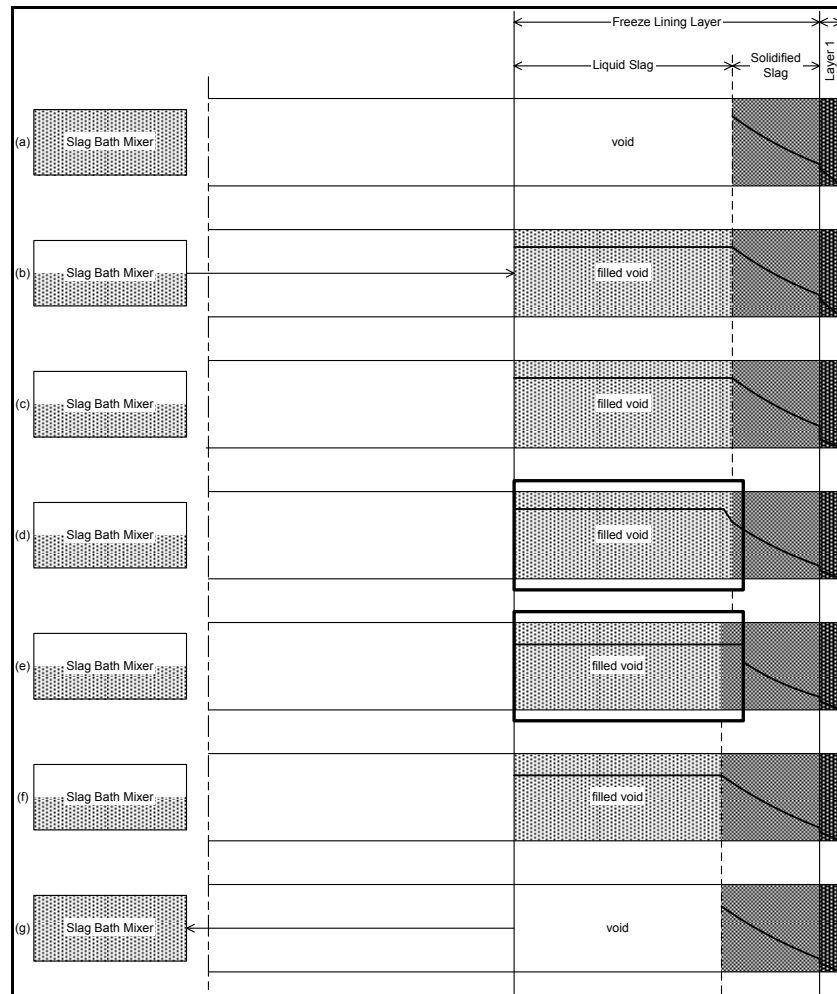 Freeze Lining Layer
Layer 1
Liquid Slag
Solidified
Slag
(a)
Slag Bath Mixer
void
(b)
Slag Bath Mixer
filled void
(c)
Slag Bath Mixer
filled void
(d)
Slag Bath Mixer
filled void
(e)
Slag Bath Mixer
filled void
(f)
Slag Bath Mixer
filled void
(g)
Slag Bath Mixer
void